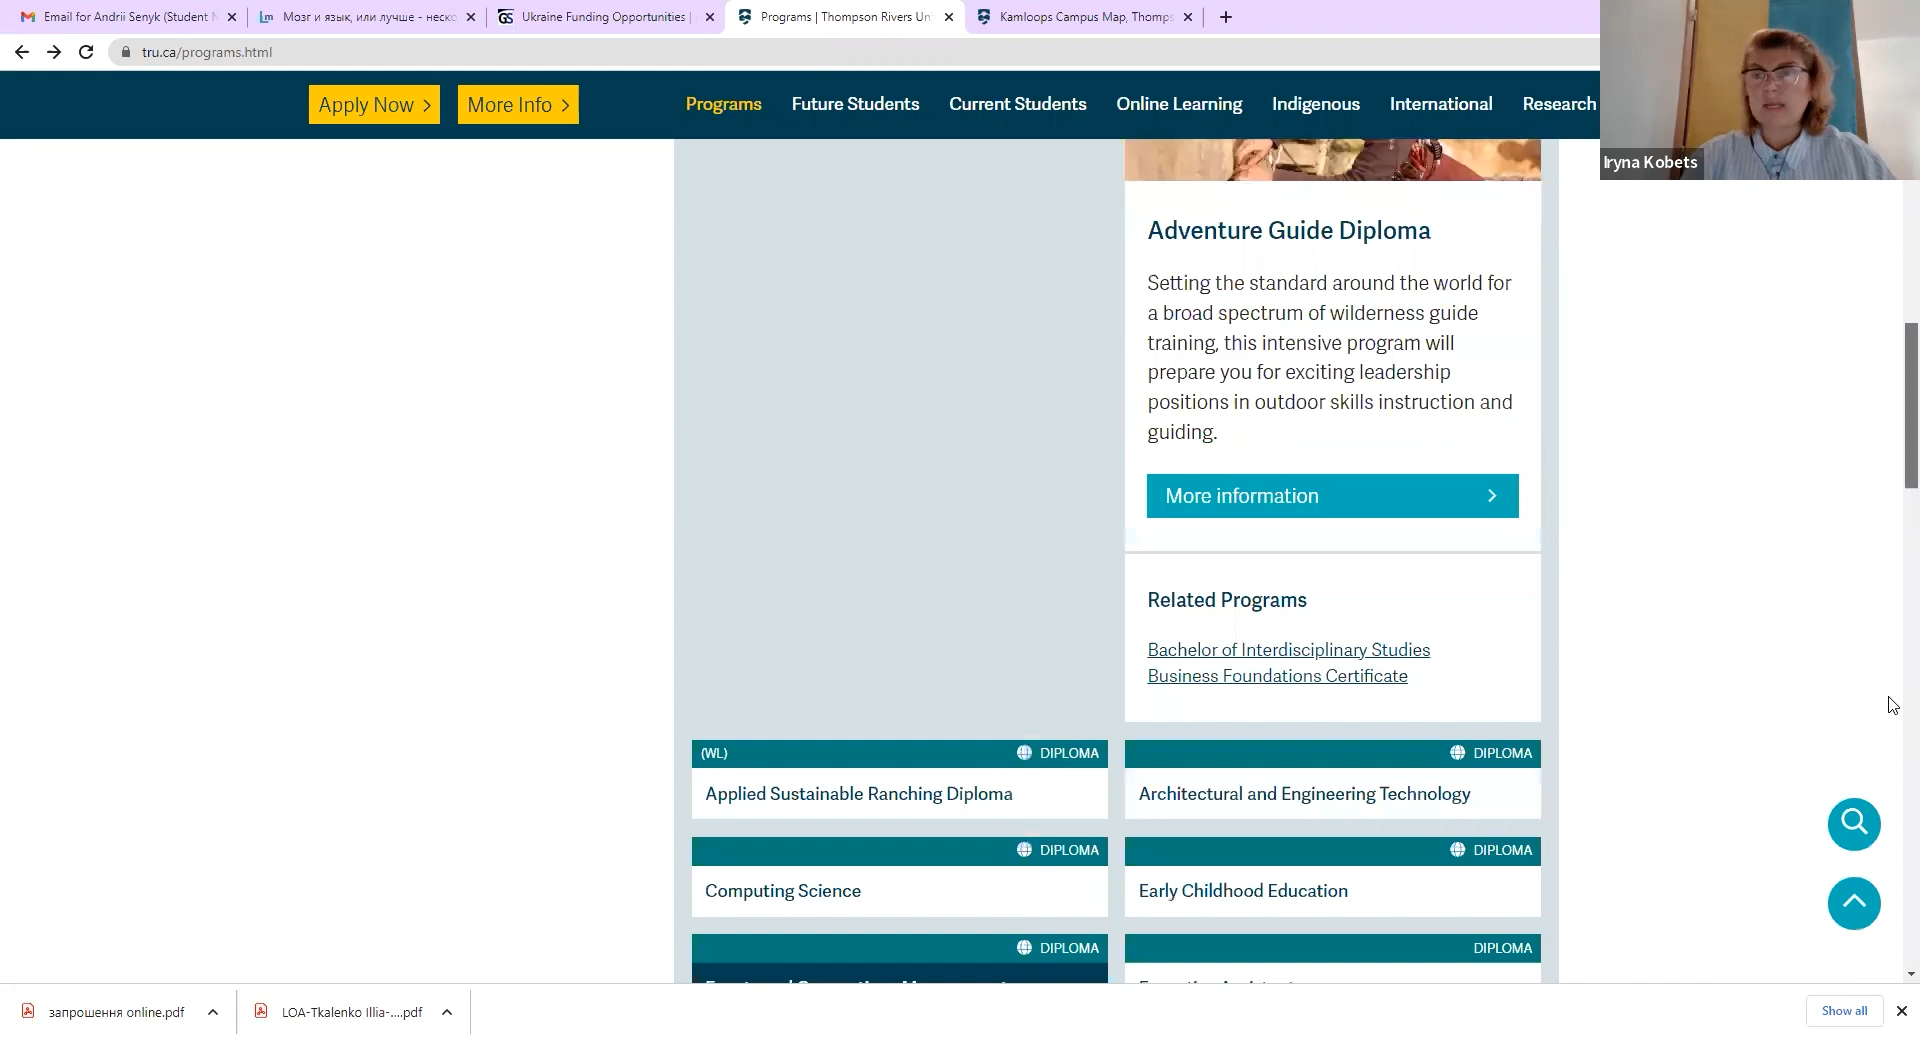 Email for Andrii Senyk (Student N
Мозг и язык, или лучше - неско
Ukraine Funding Opportunities |
Programs | Thompson Rivers Un
Kamloops Campus Map, Thomps
tru.ca/programs.html
Apply Now
More Info
Programs
Future Students
Current Students
Online Learning
Indigenous
International
Research
Iryna Kobets
Adventure Guide Diploma
Setting the standard around the world for
a broad spectrum of wilderness guide
training, this intensive program will
prepare you for exciting leadership
positions in outdoor skills instruction and
guiding.
More information
Related Programs
Bachelor of Interdisciplinary Studies
Business Foundations Certificate
(WL) DIPLOMA
Applied Sustainable Ranching Diploma
DIPLOMA
Architectural and Engineering Technology
DIPLOMA
Computing Science
DIPLOMA
Early Childhood Education
DIPLOMA
DIPLOMA
запрошення online.pdf
LOA-Tkalenko Illia-....pdf
Show all